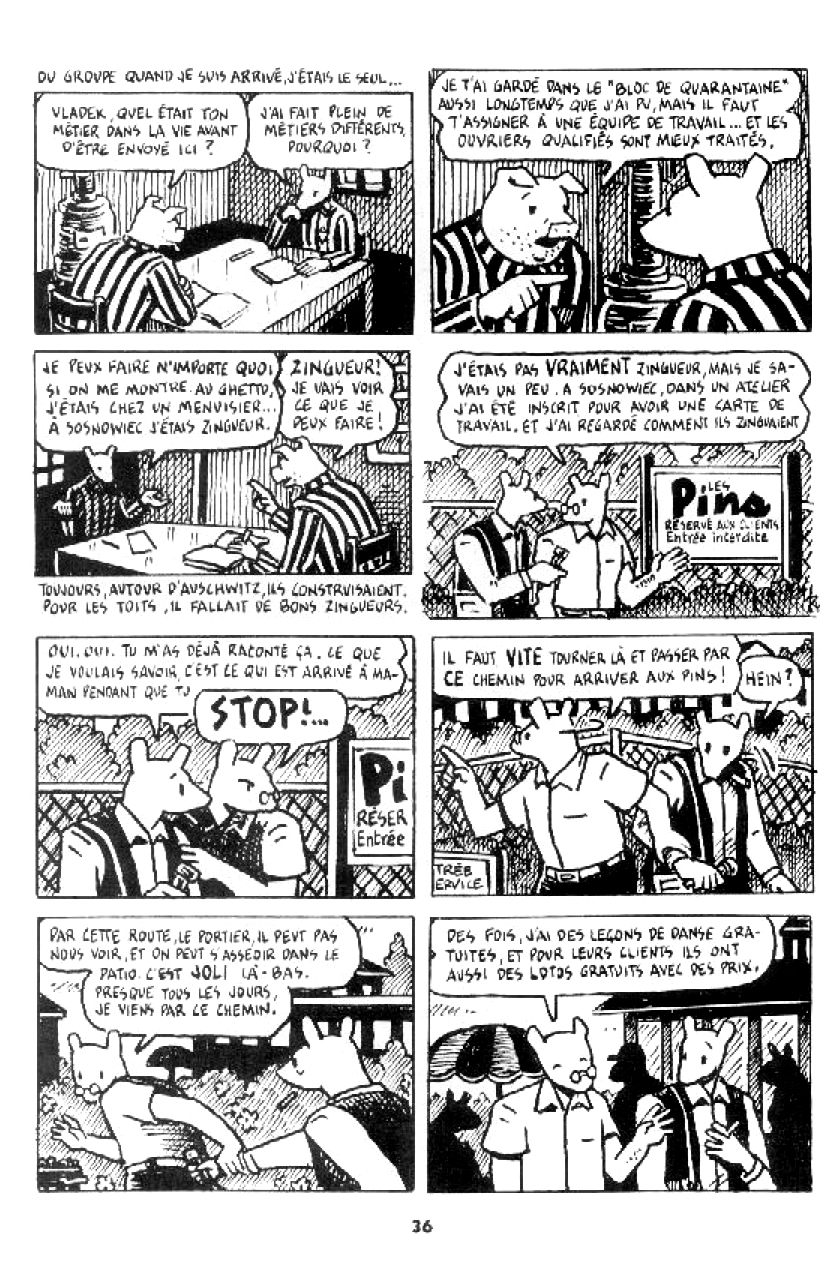 DU GROUPE QUAND JE SUIS ARRIVÉ, J'ÉTAIS LE SEUL...
VLADEK, QUEL ÉTAIT TON
MÉTIER DANS LA VIE AVANT
D'ÊTRE ENVOYÉ ICI ?
J'AI FAIT PLEIN DE
MÉTIERS DIFFÉRENTS,
POURQUOI ?
JE T'AI GARDÉ DANS LE "BLOC DE QUARANTAINE"
AUSSI LONGTEMPS QUE J'AI PU, MAIS IL FAUT
T'ASSIGNER À UNE ÉQUIPE DE TRAVAIL... ET LES
OUVRIERS QUALIFIÉS SONT MIEUX TRAITÉS.
JE PEUX FAIRE N'IMPORTE QUOI
SI ON ME MONTRE. AU GHETTO,
J'ÉTAIS CHEZ UN MENUISIER...
À SOSNOWIEC J'ÉTAIS ZINGUEUR.
ZINGUEUR!
JE VAIS VOIR
CE QUE JE
PEUX FAIRE!
J'ÉTAIS PAS VRAIMENT ZINGUEUR, MAIS JE SA-
VAIS UN PEU. A SOSNOWIEC, DANS UN ATELIER
J'AI ÉTÉ INSCRIT POUR AVOIR UNE CARTE DE
TRAVAIL. ET J'AI REGARDÉ COMMENT ILS ZINGUAIENT
LES
Pins
RÉSERVÉ AUX CLIENTS
Entrée interdite
TOUJOURS, AUTOUR D'AUSCHWITZ, ILS CONSTRUISAIENT.
POUR LES TOITS, IL FALLAIT DE BONS ZINGUEURS.
OUI. OUI. TU M'AS DÉJÀ RACONTÉ ÇA. CE QUE
JE VOULAIS SAVOIR, C'EST CE QUI EST ARRIVÉ À MA-
MAN PENDANT QUE TU
STOP!...
Pi
RÉSER
Entrée
IL FAUT VITE TOURNER LÀ ET PASSER PAR
CE CHEMIN POUR ARRIVER AUX PINS !
HEIN ?
TRÉE
ERVICE
PAR CETTE ROUTE, LE PORTIER, IL PEUT PAS
NOUS VOIR, ET ON PEUT S'ASSEOIR DANS LE
PATIO. C'EST JOLI LÀ-BAS.
PRESQUE TOUS LES JOURS,
JE VIENS PAR CE CHEMIN.
DES FOIS, J'AI DES LEÇONS DE DANSE GRA-
TUITES, ET POUR LEURS CLIENTS ILS ONT
AUSSI DES LOTOS GRATUITS AVEC DES PRIX.
36